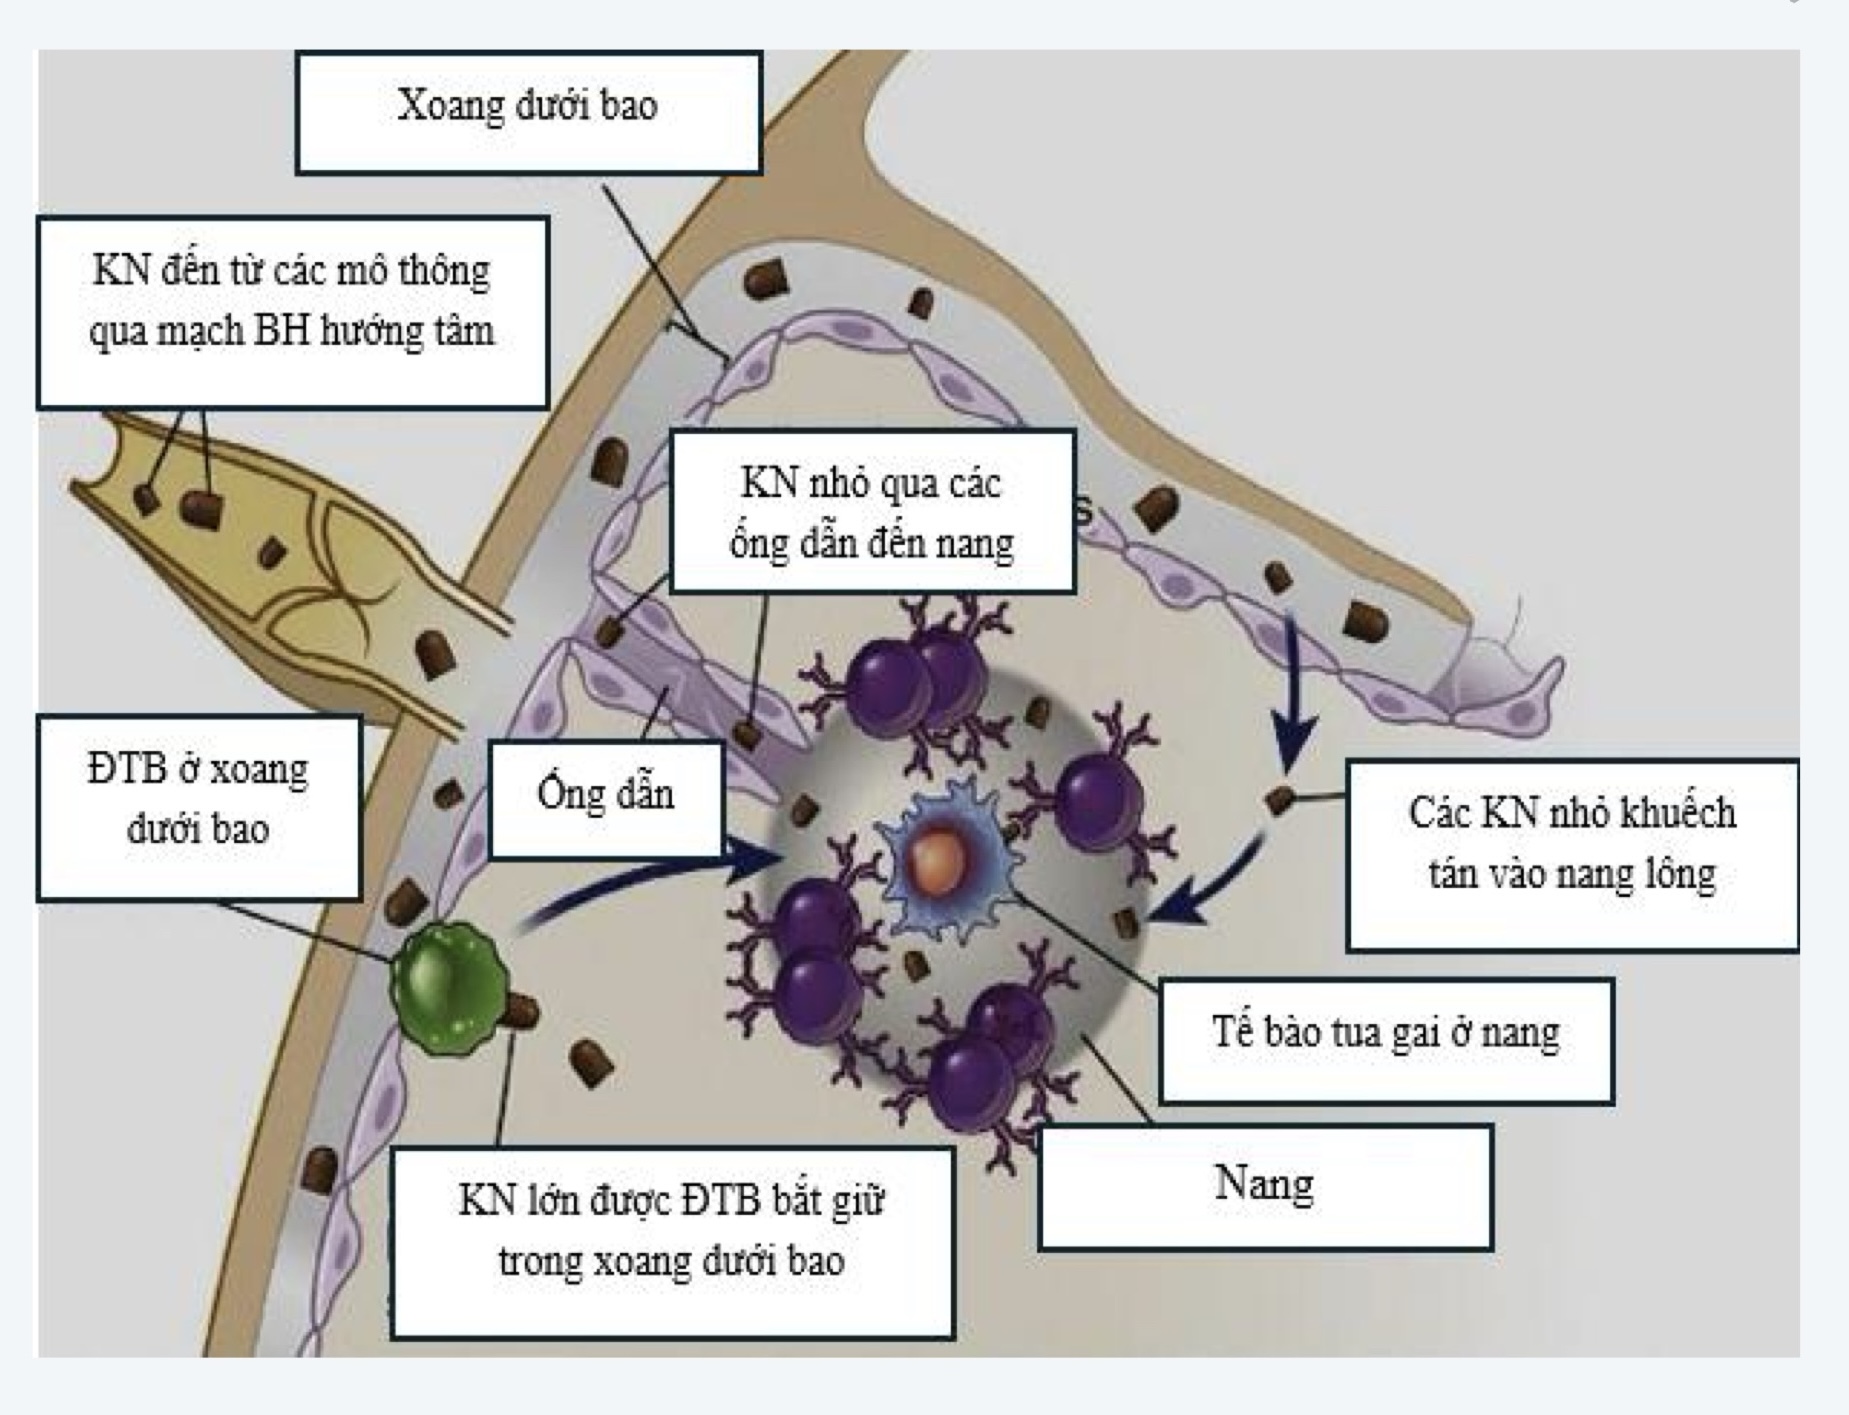 Xoang dưới bao
KN đến từ các mô thông
qua mạch BH hướng tâm
KN nhỏ qua các
ống dẫn đến nang
s
ĐTB ở xoang
dưới bao
Ống dẫn
Các KN nhỏ khuếch
tán vào nang lông
Tế bào tua gai ở nang
Nang
KN lớn được ĐTB bắt giữ
trong xoang dưới bao